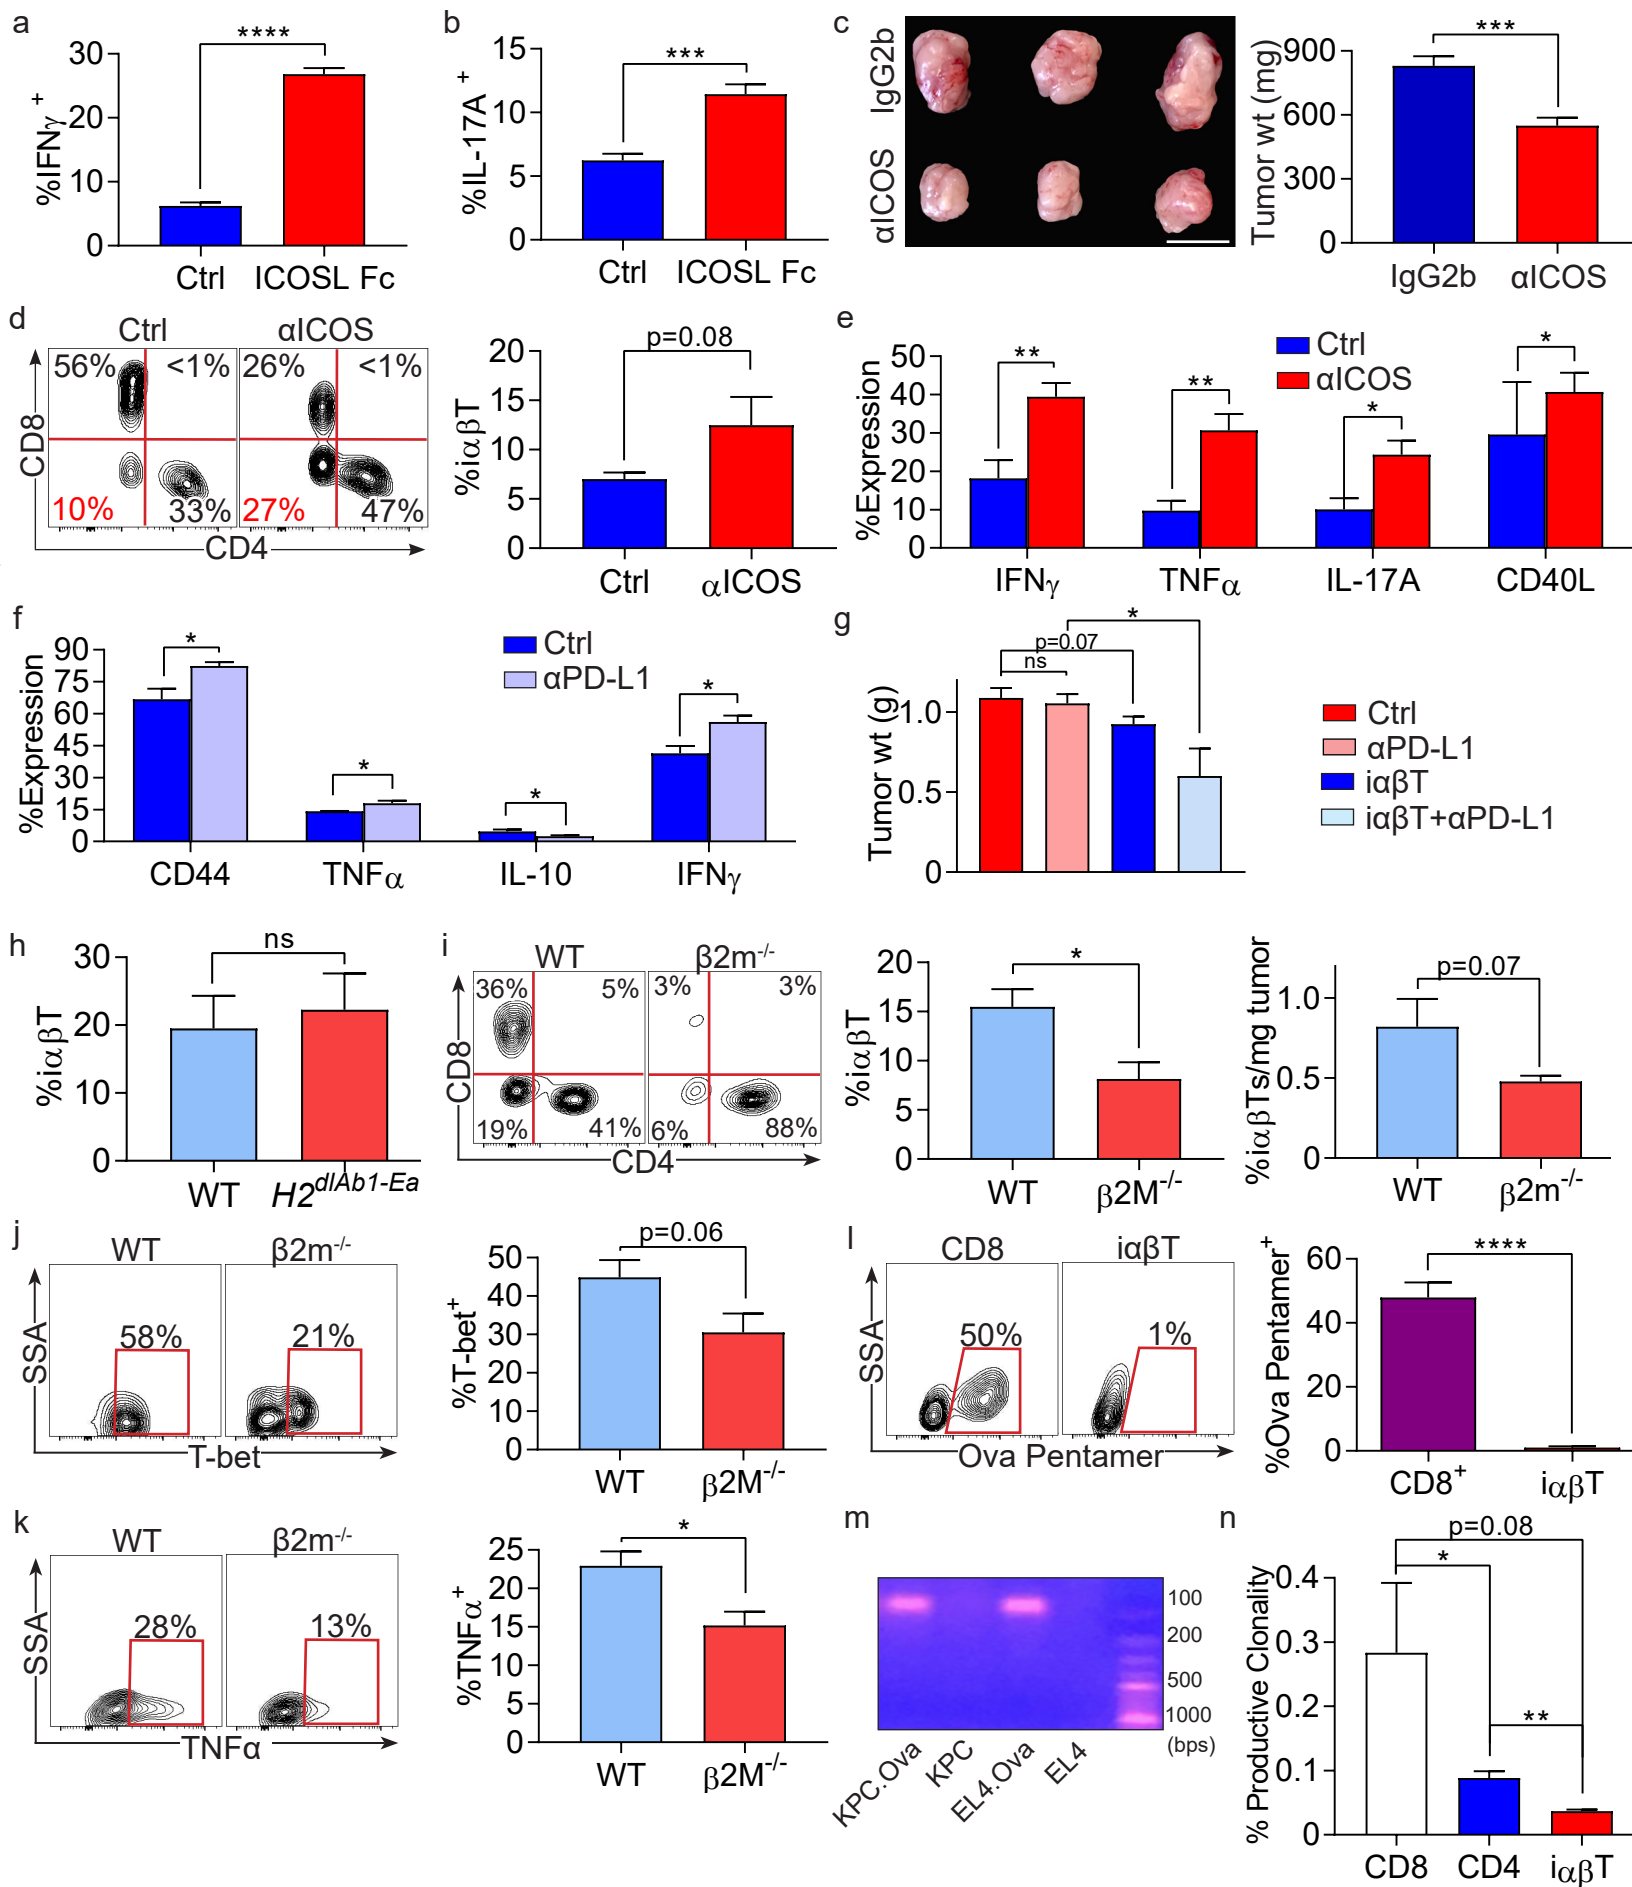 a
%IFNγ+
30
20
10
0
****
Ctrl
ICOSL Fc
b
%IL-17A+
15
10
5
0
***
Ctrl
ICOSL Fc
c
IgG2b
αICOS
Tumor wt (mg)
900
600
300
0
***
IgG2b
αICOS
d
Ctrl
αICOS
56%
<1%
26%
<1%
10%
33%
27%
47%
CD8
CD4
%iαβT
20
15
10
5
0
p=0.08
Ctrl
αICOS
e
%Expression
50
40
30
20
10
0
Ctrl
αICOS
**
**
*
*
IFNγ
TNFα
IL-17A
CD40L
f
%Expression
90
75
60
45
30
15
0
Ctrl
αPD-L1
*
*
*
*
CD44
TNFα
IL-10
IFNγ
g
Tumor wt (g)
1.0
0.5
0
*
p=0.07
ns
Ctrl
αPD-L1
iαβT
iαβT+αPD-L1
h
%iαβT
30
20
10
0
ns
WT
H2dlAb1-Ea
i
WT
β2m-/-
36%
5%
3%
3%
19%
41%
6%
88%
CD8
CD4
%iαβT
20
15
10
5
0
*
WT
β2M-/-
%iαβTs/mg tumor
1.0
0.5
0
p=0.07
WT
β2m-/-
j
WT
β2m-/-
58%
21%
SSA
T-bet
%T-bet+
50
40
30
20
10
0
p=0.06
WT
β2M-/-
l
CD8
iαβT
50%
1%
SSA
Ova Pentamer
%Ova Pentamer+
60
40
20
0
****
CD8+
iαβT
k
WT
β2m-/-
28%
13%
SSA
TNFα
%TNFα+
25
20
15
10
5
0
*
WT
β2M-/-
m
100
200
500
1000
(bps)
KPC.Ova
KPC
EL4.Ova
EL4
n
% Productive Clonality
0.4
0.3
0.2
0.1
0
p=0.08
*
**
CD8
CD4
iαβT